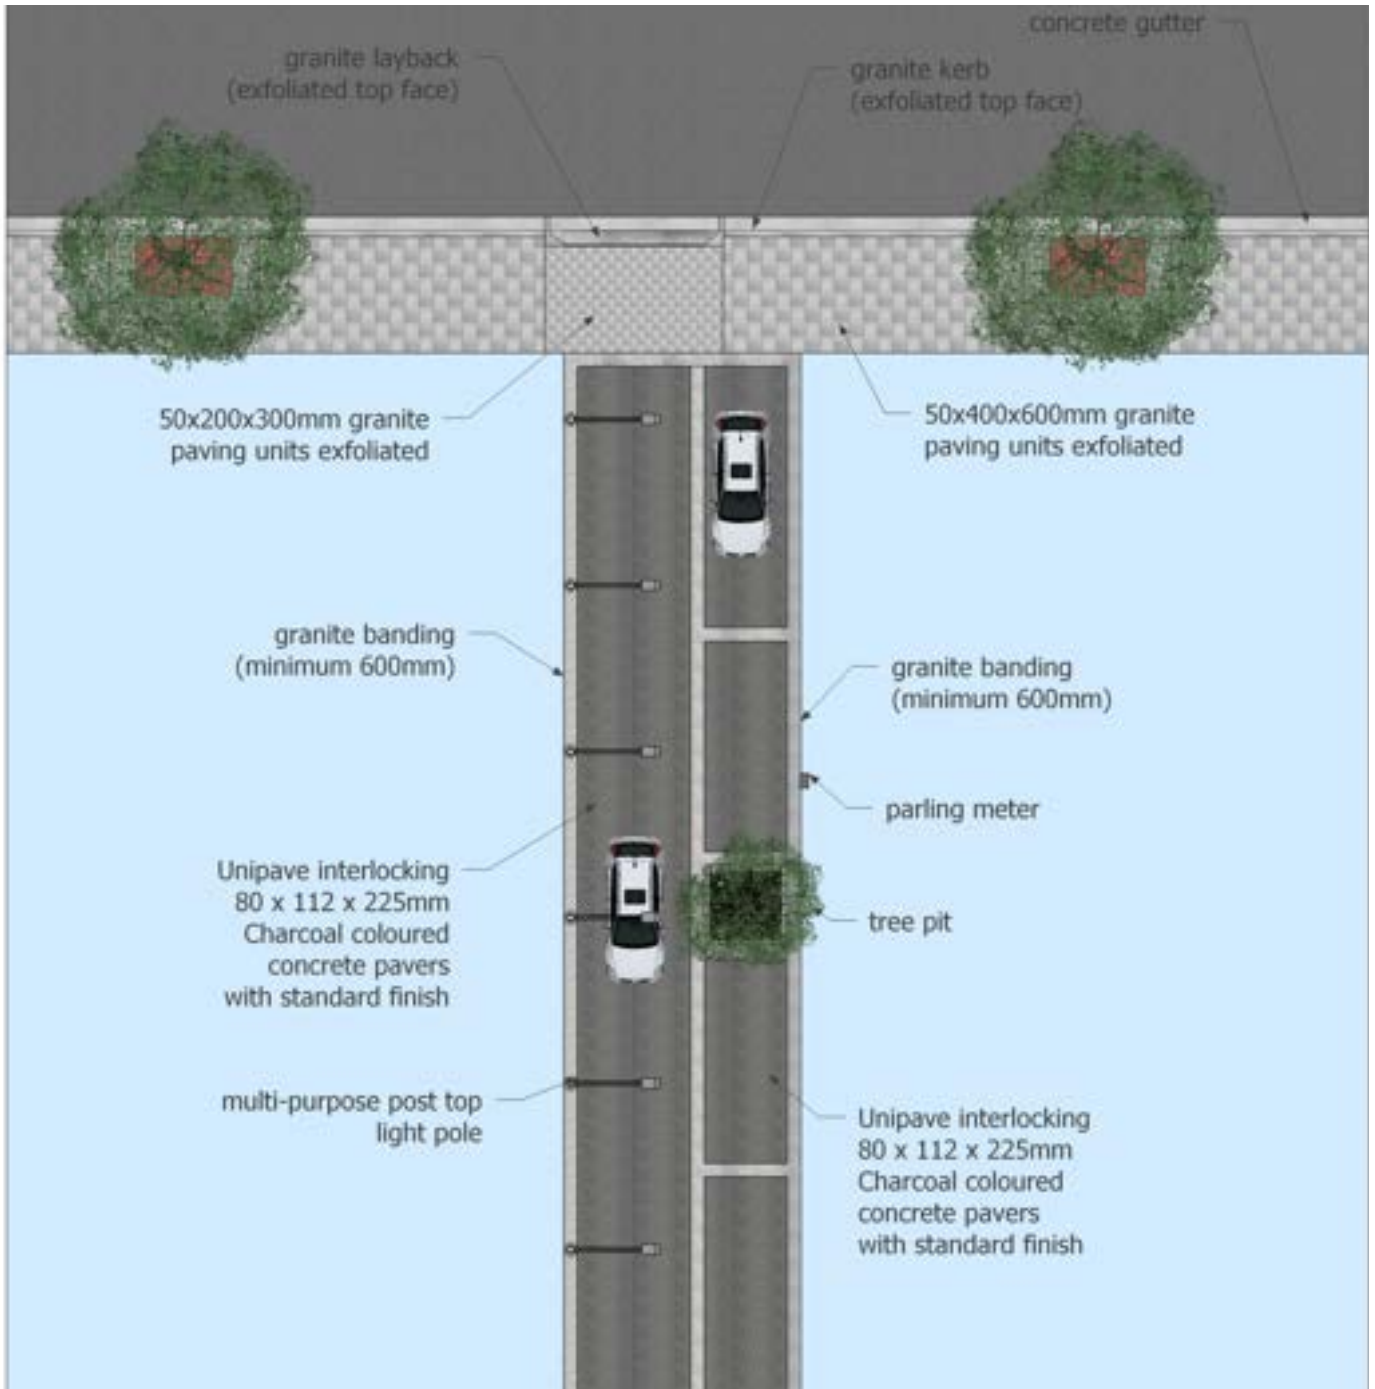 concrete gutter
granite layback
(exfoliated top face)
granite kerb
(exfoliated top face)
50x200x300mm granite
paving units exfoliated
50x400x600mm granite
paving units exfoliated
granite banding
(minimum 600mm)
granite banding
(minimum 600mm)
parling meter
Unipave interlocking
80 x 112 x 225mm
Charcoal coloured
concrete pavers
with standard finish
tree pit
multi-purpose post top
light pole
Unipave interlocking
80 x 112 x 225mm
Charcoal coloured
concrete pavers
with standard finish